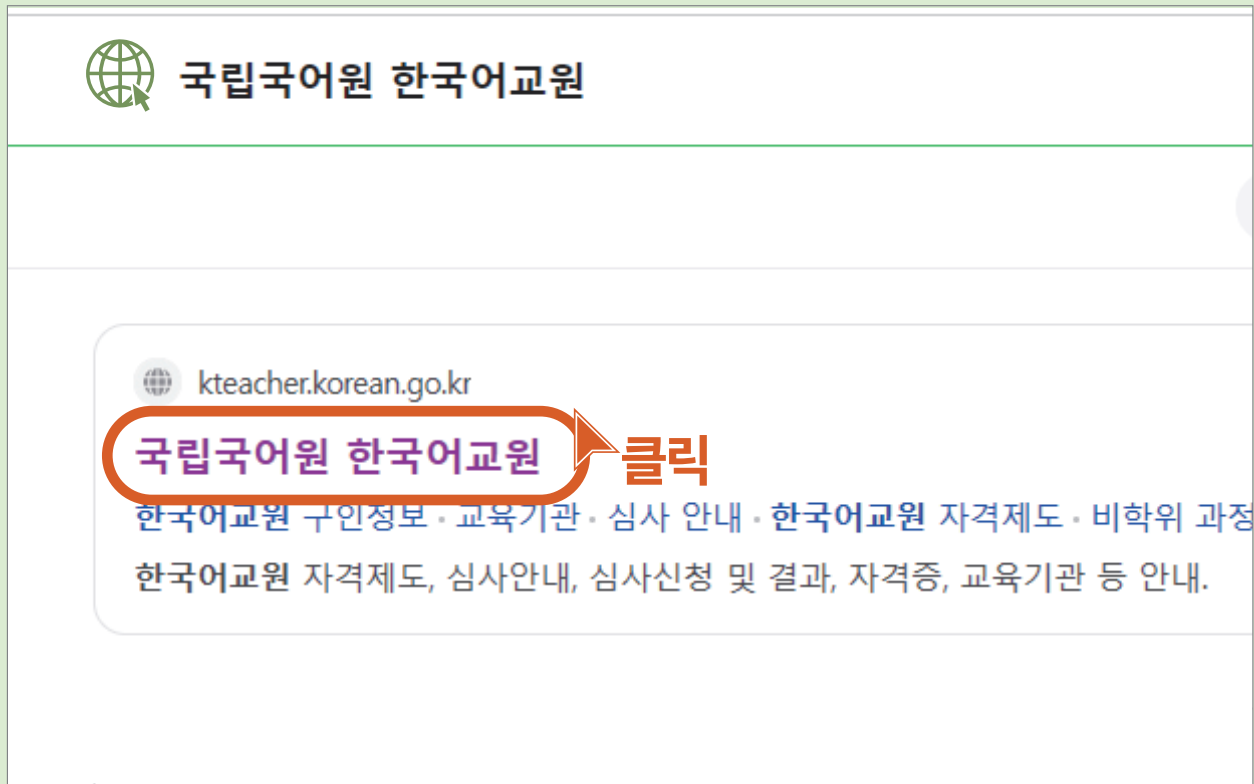 국립국어원 한국어교원
kteacher.korean.go.kr
국립국어원 한국어교원
클릭
한국어교원 구인정보 · 교육기관 · 심사 안내 · 한국어교원 자격제도 · 비학위 과정
한국어교원 자격제도, 심사안내, 심사신청 및 결과, 자격증, 교육기관 등 안내.